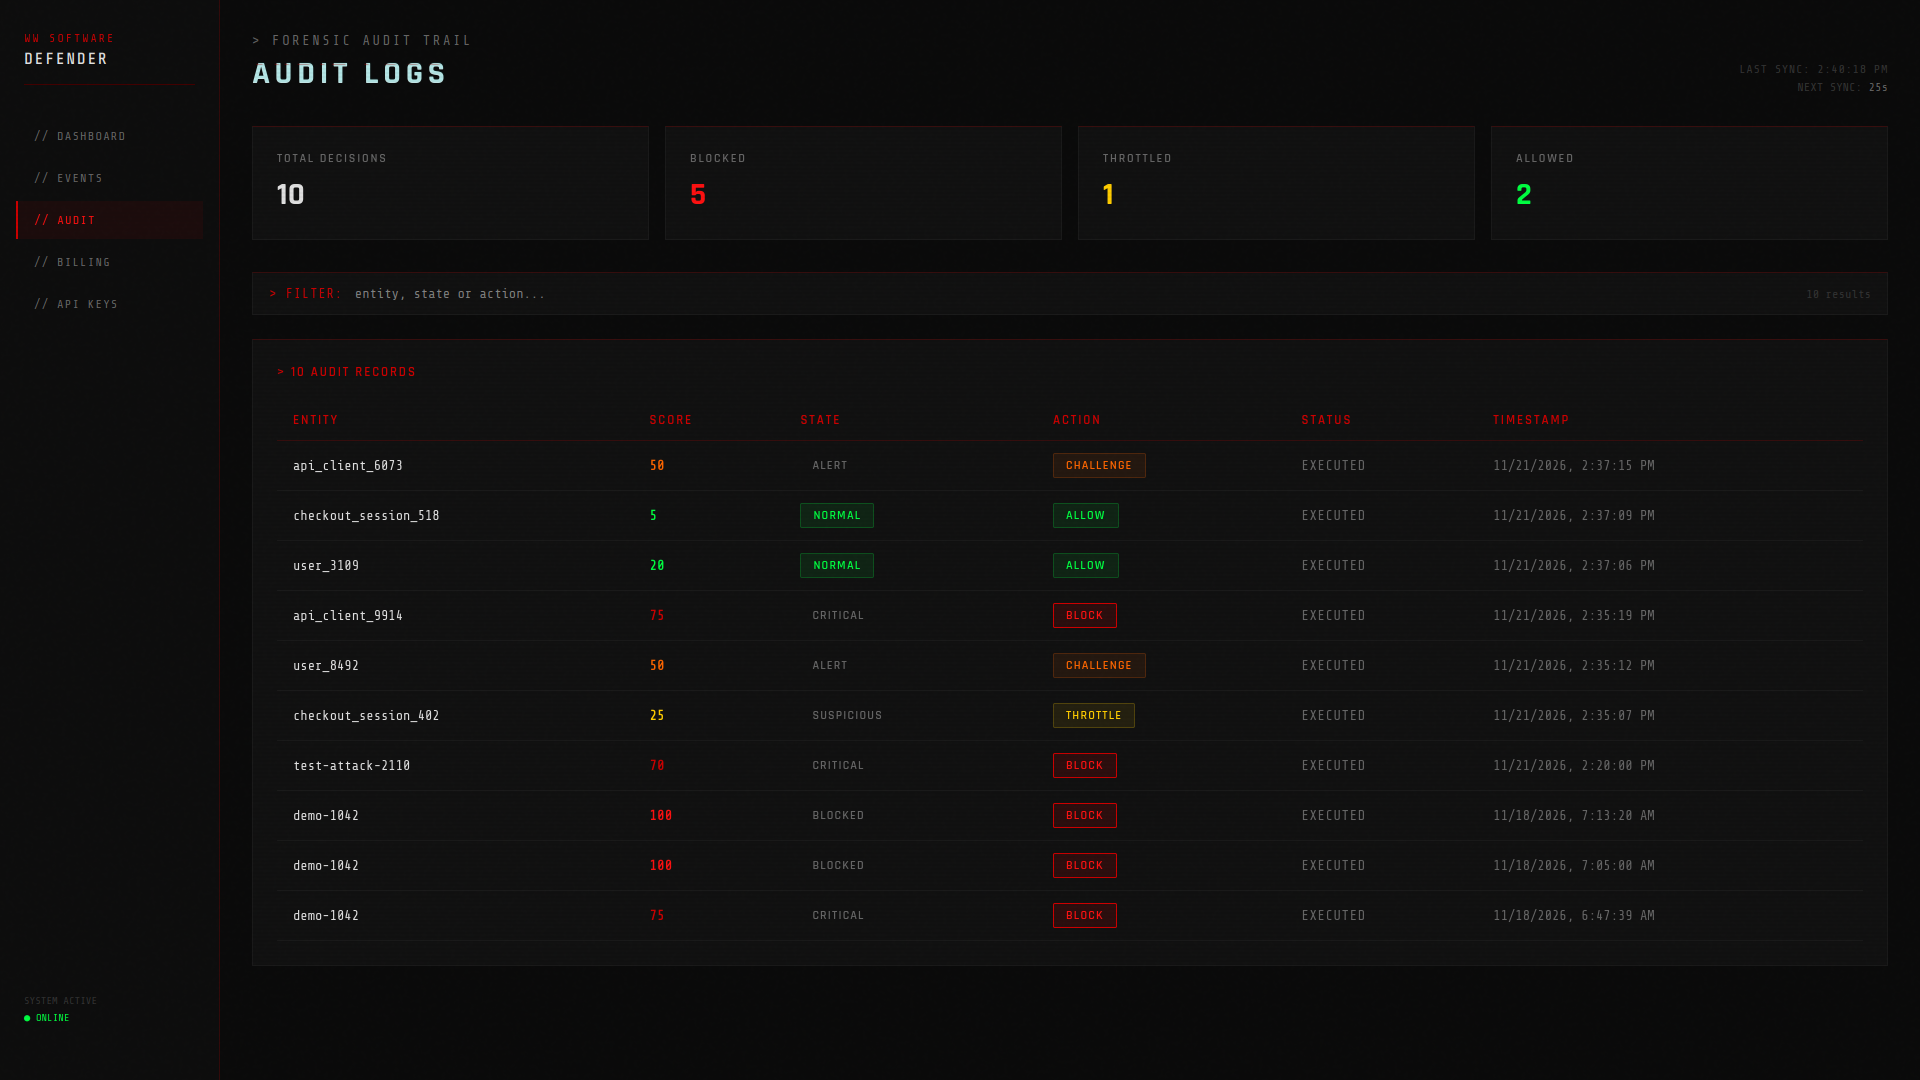 WW SOFTWARE
DEFENDER
// DASHBOARD
// EVENTS
// AUDIT
// BILLING
// API KEYS
SYSTEM ACTIVE
ONLINE
> FORENSIC AUDIT TRAIL
AUDIT LOGS
LAST SYNC: 2:40:18 PM
NEXT SYNC: 25s
TOTAL DECISIONS
10
BLOCKED
5
THROTTLED
1
ALLOWED
2
> FILTER: entity, state or action... 10 results
> 10 AUDIT RECORDS
ENTITY SCORE STATE ACTION STATUS TIMESTAMP
api_client_6073 50 ALERT CHALLENGE EXECUTED 11/21/2026, 2:37:15 PM
checkout_session_518 5 NORMAL ALLOW EXECUTED 11/21/2026, 2:37:09 PM
user_3109 20 NORMAL ALLOW EXECUTED 11/21/2026, 2:37:06 PM
api_client_9914 75 CRITICAL BLOCK EXECUTED 11/21/2026, 2:35:19 PM
user_8492 50 ALERT CHALLENGE EXECUTED 11/21/2026, 2:35:12 PM
checkout_session_402 25 SUSPICIOUS THROTTLE EXECUTED 11/21/2026, 2:35:07 PM
test-attack-2110 70 CRITICAL BLOCK EXECUTED 11/21/2026, 2:20:00 PM
demo-1042 100 BLOCKED BLOCK EXECUTED 11/18/2026, 7:13:20 AM
demo-1042 100 BLOCKED BLOCK EXECUTED 11/18/2026, 7:05:00 AM
demo-1042 75 CRITICAL BLOCK EXECUTED 11/18/2026, 6:47:39 AM